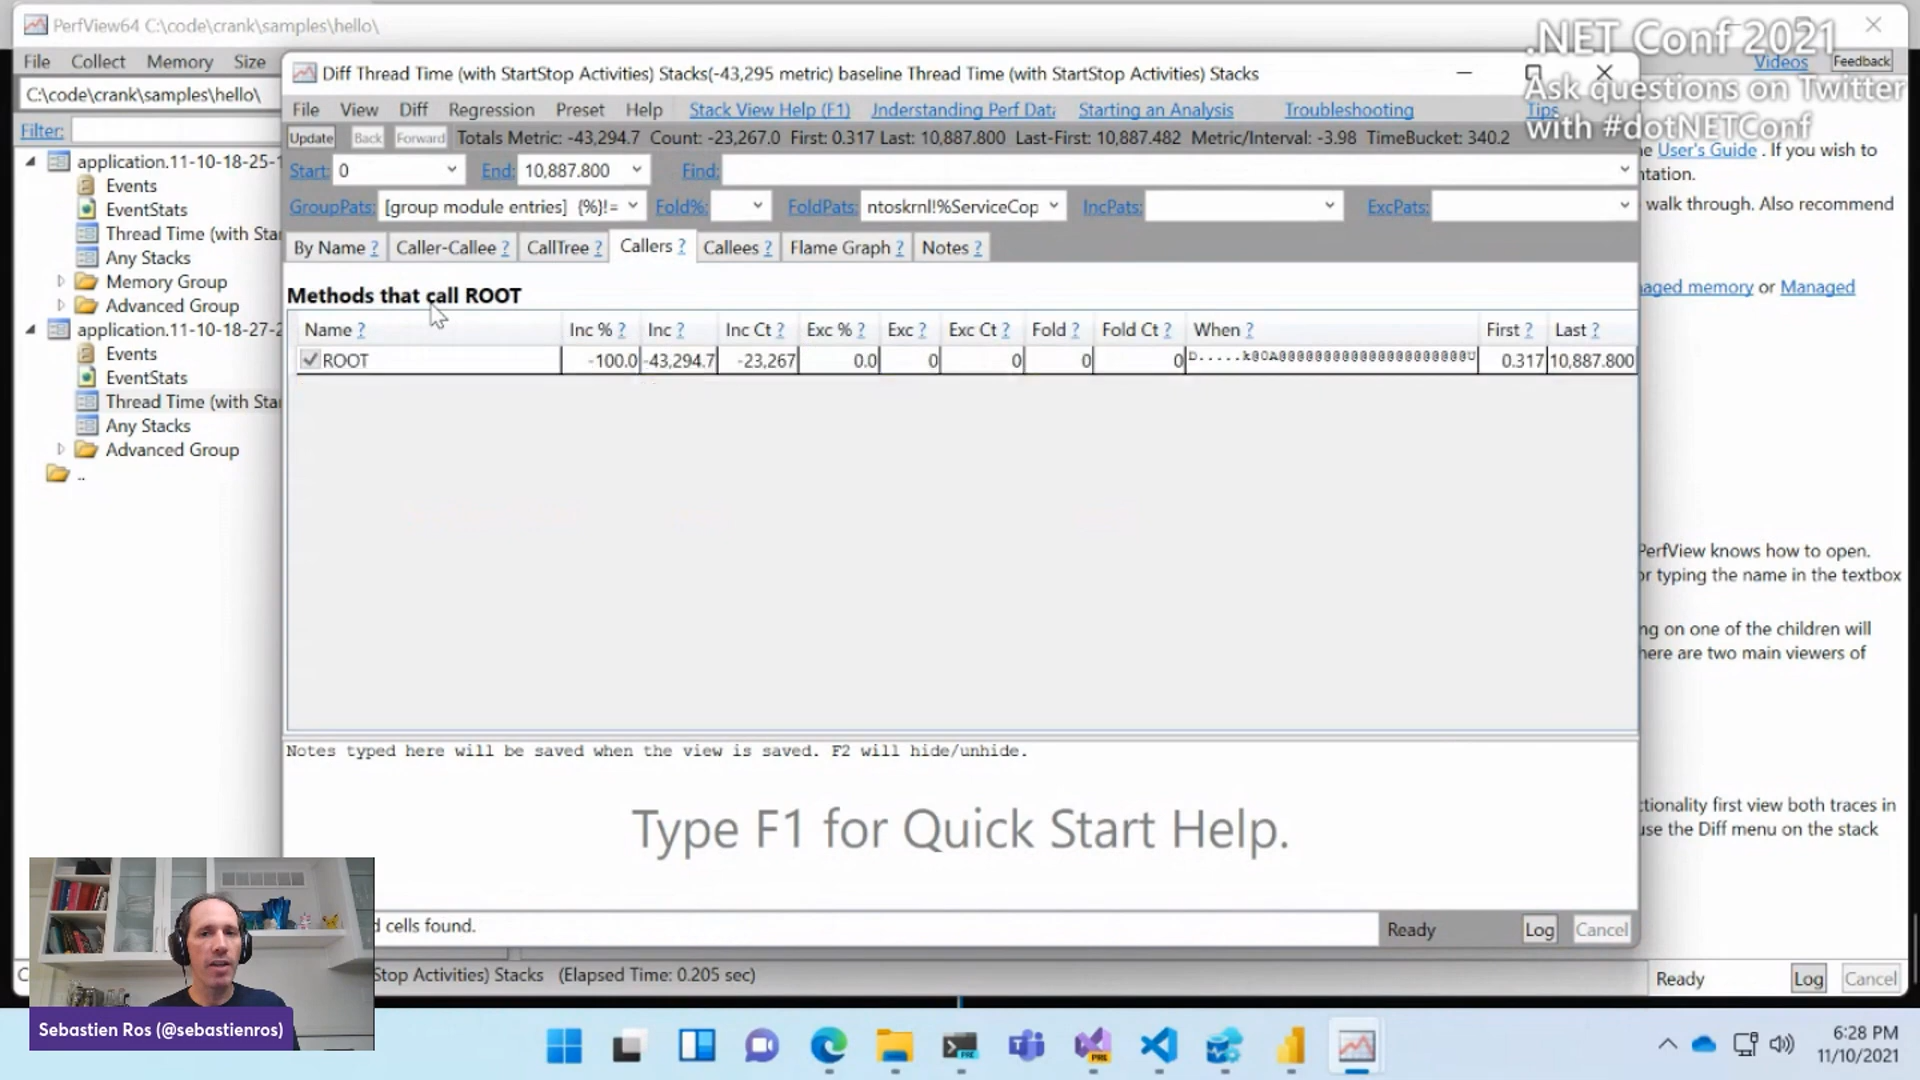 PerfView64 C:\code\crank\samples\hello\
.NET Conf 2021
Ask questions on Twitter
with #dotNETConf
File Collect Memory Size
Videos Feedback
C:\code\crank\samples\hello\
Filter:
application.11-10-18-25-1
Events
EventStats
Thread Time (with Star
Any Stacks
Memory Group
Advanced Group
application.11-10-18-27-2
Events
EventStats
Thread Time (with Star
Any Stacks
Advanced Group
..
Diff Thread Time (with StartStop Activities) Stacks(-43,295 metric) baseline Thread Time (with StartStop Activities) Stacks
File View Diff Regression Preset Help Stack View Help (F1) Understanding Perf Data Starting an Analysis Troubleshooting Tips
Update Back Forward Totals Metric: -43,294.7 Count: -23,267.0 First: 0.317 Last: 10,887.800 Last-First: 10,887.482 Metric/Interval: -3.98 TimeBucket: 340.2
Start: 0 End: 10,887.800 Find:
GroupPats: [group module entries] {%}!= Fold%: FoldPats: ntoskrnl!%ServiceCop IncPats: ExcPats:
By Name ? Caller-Callee ? CallTree ? Callers ? Callees ? Flame Graph ? Notes ?
Methods that call ROOT
Name ? Inc % ? Inc ? Inc Ct ? Exc % ? Exc ? Exc Ct ? Fold ? Fold Ct ? When ? First ? Last ?
ROOT -100.0 -43,294.7 -23,267 0.0 0 0 0 0 0.317 10,887.800
Notes typed here will be saved when the view is saved. F2 will hide/unhide.
Type F1 for Quick Start Help.
d cells found.
Ready Log Cancel
User's Guide . If you wish to
ntation.
walk through. Also recommend
aged memory or Managed
PerfView knows how to open.
or typing the name in the textbox
ng on one of the children will
here are two main viewers of
tionality first view both traces in
use the Diff menu on the stack
Stop Activities) Stacks (Elapsed Time: 0.205 sec)
Ready Log Cancel
Sebastien Ros (@sebastienros)
PRE
PRE
6:28 PM
11/10/2021